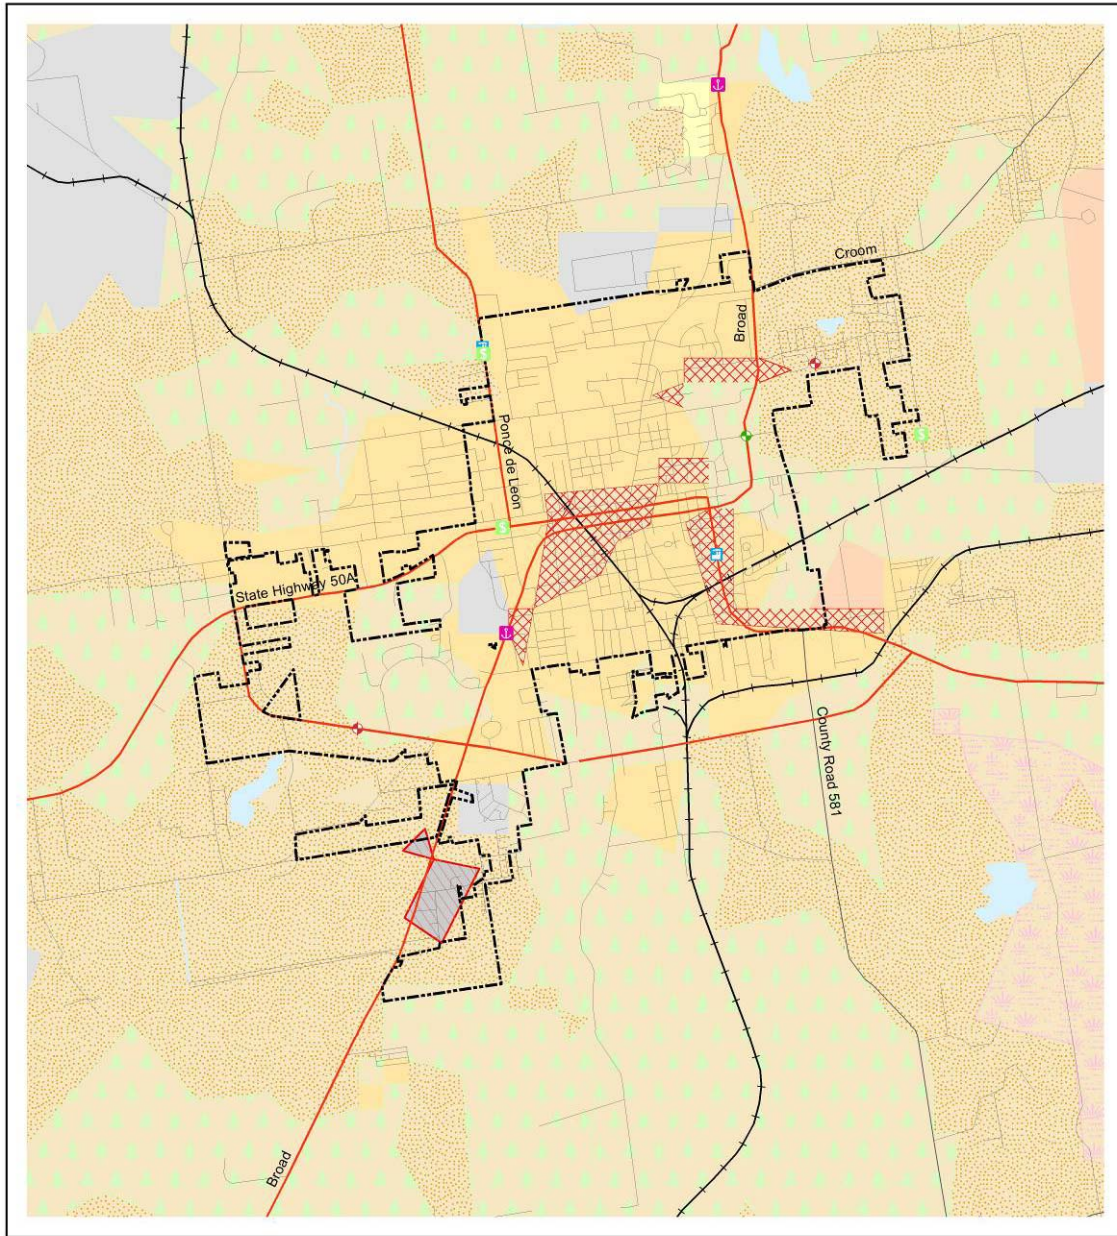 Croom
Broad
Ponce de Leon
State Highway 50A
County Road 581
Broad
$
$
$